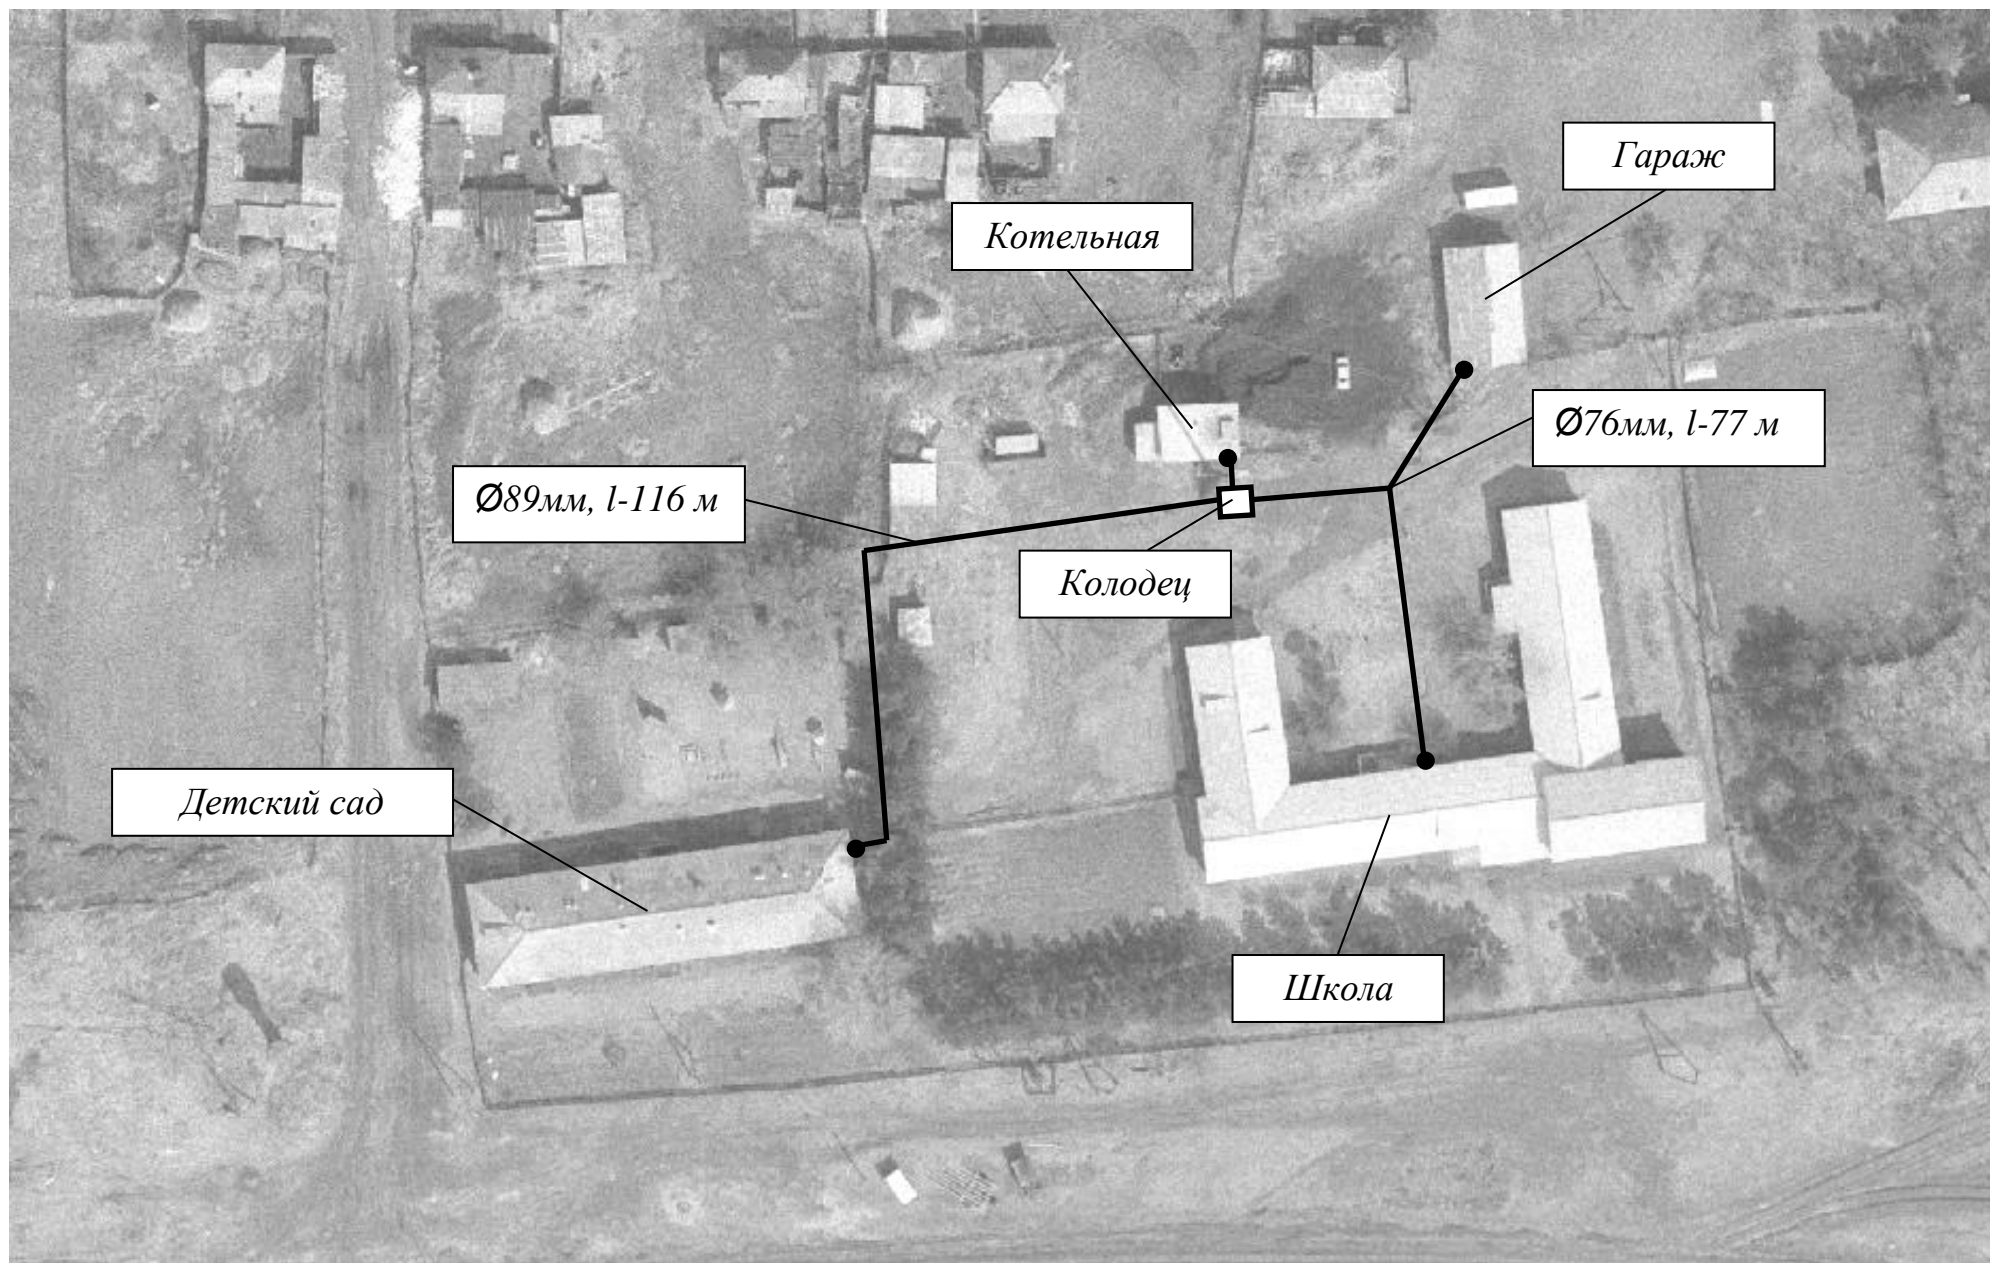 Гараж
Котельная
Ø76мм, l-77 м
Ø89мм, l-116 м
Колодец
Детский сад
Школа